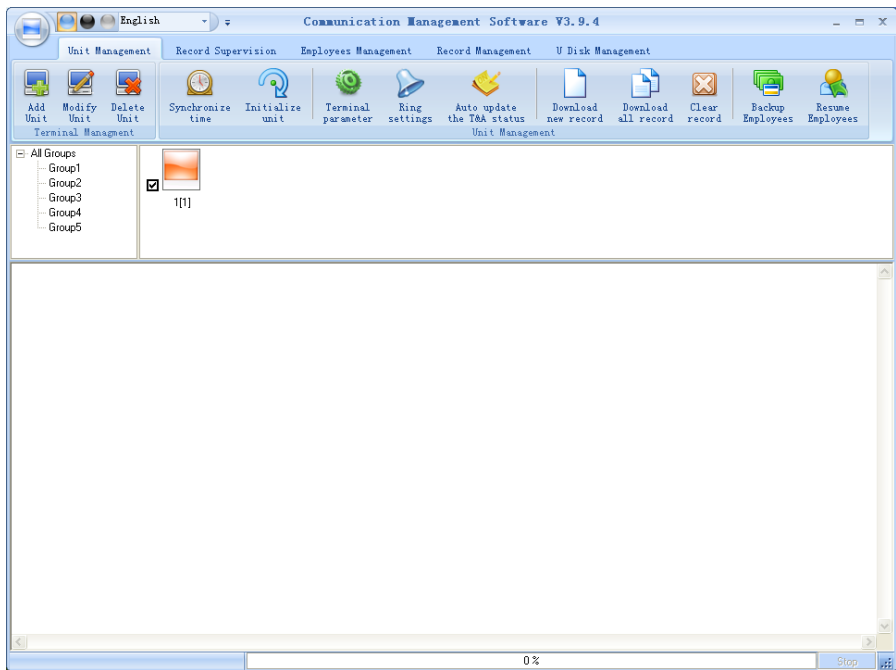 English
Communication Management Software V3.9.4
Unit Management
Record Supervision
Employees Management
Record Management
U Disk Management
Add
Unit
Modify
Unit
Delete
Unit
Terminal Managment
Synchronize
time
Initialize
unit
Terminal
parameter
Ring
settings
Auto update
the T&A status
Download
new record
Download
all record
Clear
record
Backup
Employees
Resume
Employees
Unit Management
All Groups
Group1
Group2
Group3
Group4
Group5
1[1]
0%
Stop